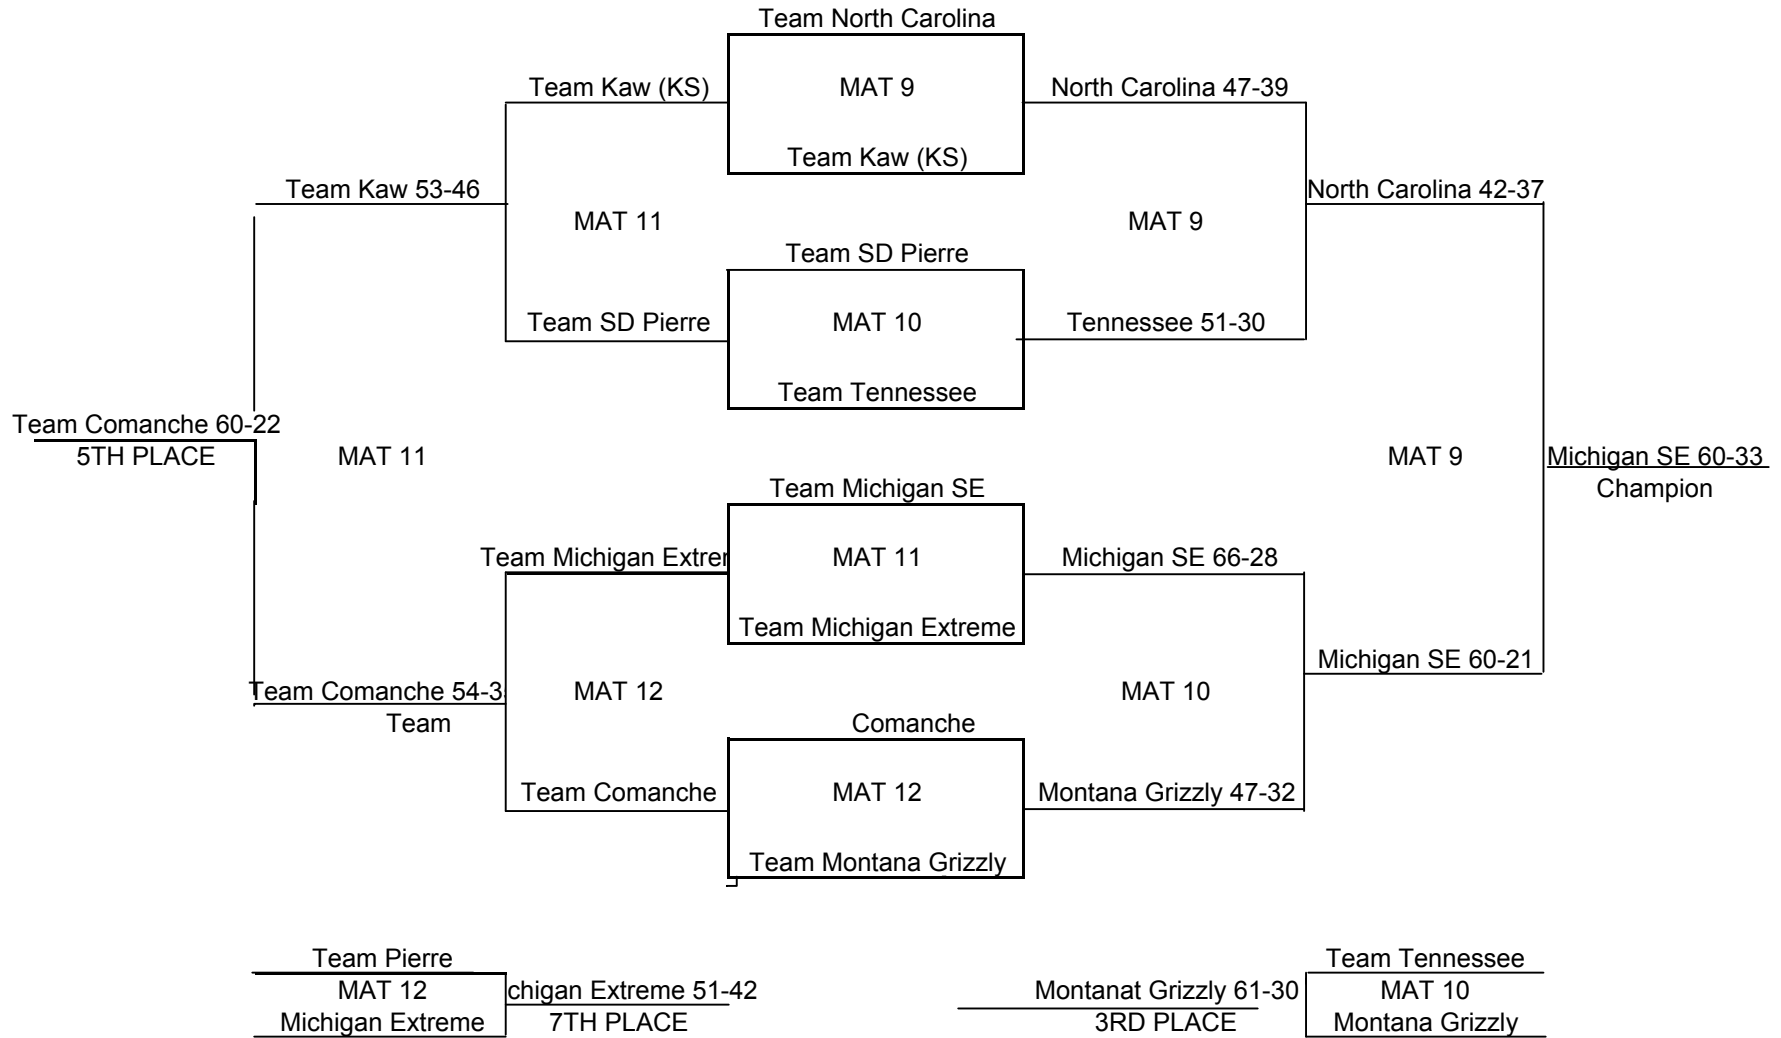 Team North Carolina
Team Kaw (KS) MAT 9 North Carolina 47-39
Team Kaw (KS)
Team Kaw 53-46 North Carolina 42-37
MAT 11 MAT 9
Team SD Pierre
Team SD Pierre MAT 10 Tennessee 51-30
Team Tennessee
Team Comanche 60-22
5TH PLACE MAT 11 MAT 9 Michigan SE 60-33
Team Michigan SE Champion
Team Michigan Extrer MAT 11 Michigan SE 66-28
Team Michigan Extreme
Michigan SE 60-21
Team Comanche 54-3 MAT 12 MAT 10
Team Comanche
Team Comanche MAT 12 Montana Grizzly 47-32
Team Montana Grizzly
Team Pierre Team Tennessee
MAT 12 chigan Extreme 51-42 Montanat Grizzly 61-30 MAT 10
Michigan Extreme 7TH PLACE 3RD PLACE Montana Grizzly